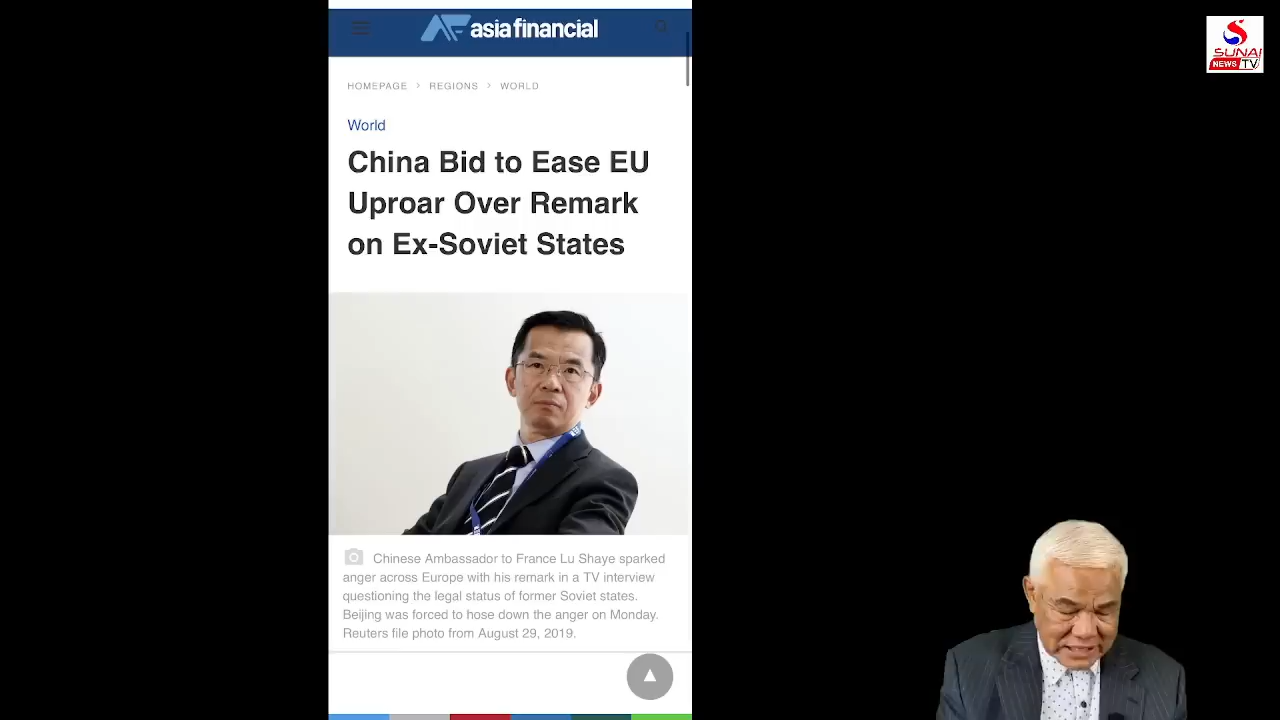 asiafinancial
SUNAI
NEWS TV
HOMEPAGE > REGIONS > WORLD
World
China Bid to Ease EU
Uproar Over Remark
on Ex-Soviet States
Chinese Ambassador to France Lu Shaye sparked
anger across Europe with his remark in a TV interview
questioning the legal status of former Soviet states.
Beijing was forced to hose down the anger on Monday.
Reuters file photo from August 29, 2019.